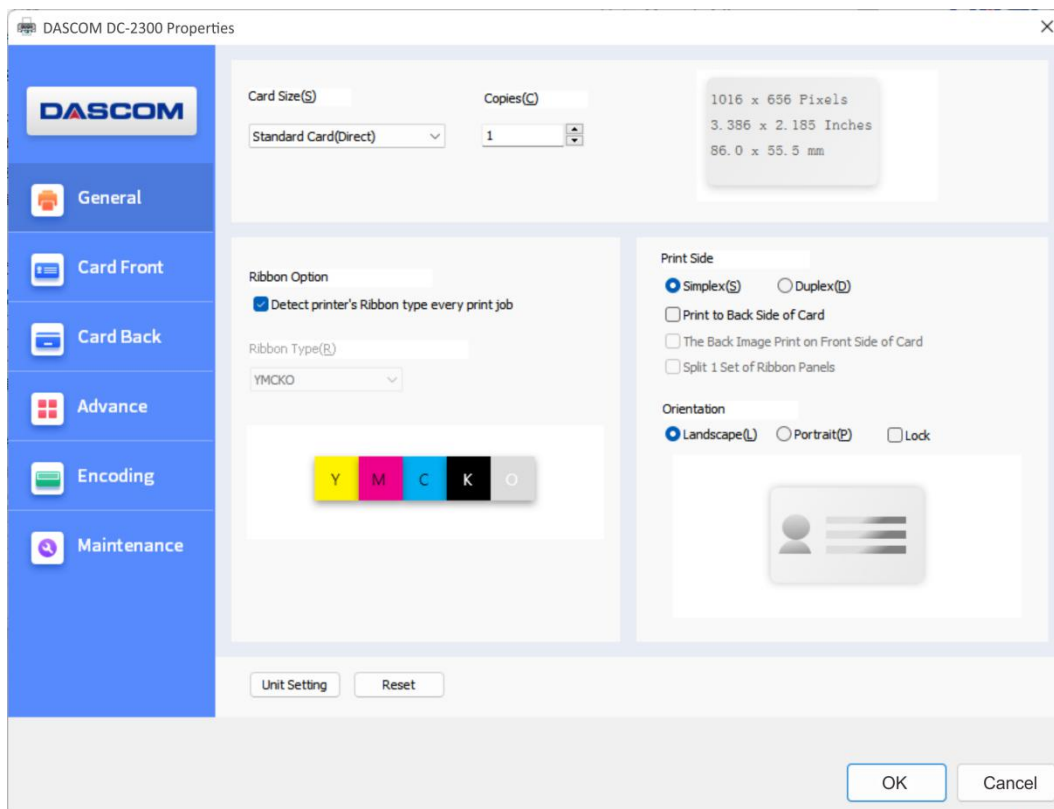 DASCOM DC-2300 Properties
DASCOM
General
Card Front
Card Back
Advance
Encoding
Maintenance
Card Size(S)
Copies(C)
Standard Card(Direct)
1
1016 x 656 Pixels
3.386 x 2.185 Inches
86.0 x 55.5 mm
Ribbon Option
Detect printer's Ribbon type every print job
Ribbon Type(R)
YMCKO
Y M C K O
Print Side
Simplex(S) Duplex(D)
Print to Back Side of Card
The Back Image Print on Front Side of Card
Split 1 Set of Ribbon Panels
Orientation
Landscape(L) Portrait(P) Lock
Unit Setting Reset
OK Cancel